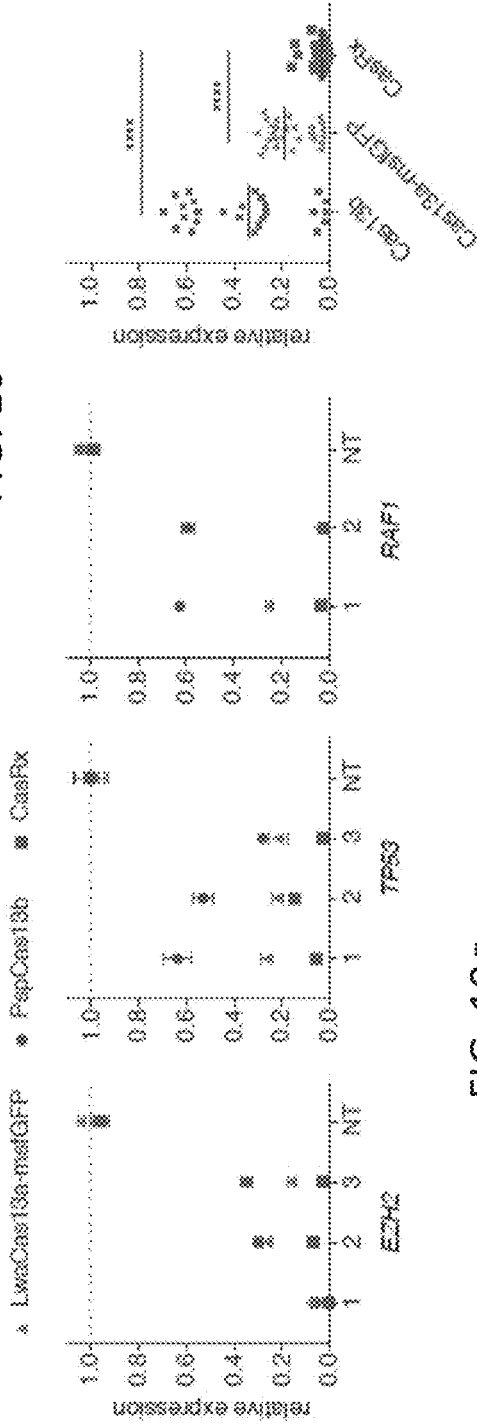 ▲ LwaCas13a-msfGFP ● PspCas13b ■ CasRx
relative expression
1.0
0.8
0.6
0.4
0.2
0.0
1 2 3 NT
EZH2
1.0
0.8
0.6
0.4
0.2
0.0
1 2 3 NT
TP53
1.0
0.8
0.6
0.4
0.2
0.0
1 2 NT
RAF1
relative expression
1.0
0.8
0.6
0.4
0.2
0.0
****
****
Cas13b
Cas13a-msfGFP
CasRx